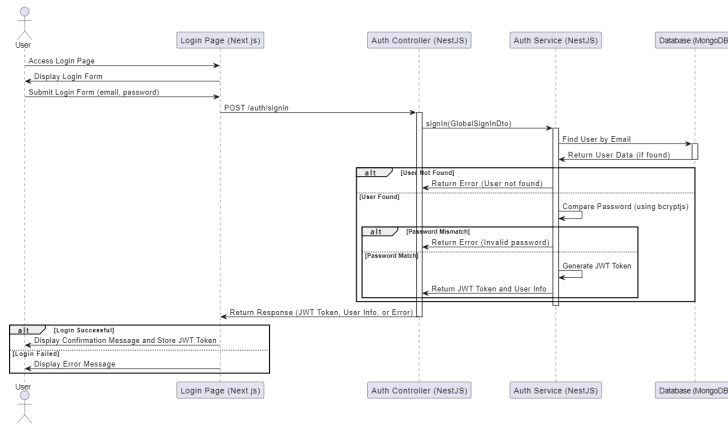 User
Login Page (Next.js)
Auth Controller (NestJS)
Auth Service (NestJS)
Database (MongoDB
Access Login Page
Display Login Form
Submit Login Form (email, password)
POST /auth/signin
signIn(GlobalSignInDto)
Find User by Email
Return User Data (if found)
alt [User Not Found]
Return Error (User not found)
[User Found]
Compare Password (using bcryptjs)
alt [Password Mismatch]
Return Error (Invalid password)
[Password Match]
Generate JWT Token
Return JWT Token and User Info
Return Response (JWT Token, User Info, or Error)
alt [Login Successful]
Display Confirmation Message and Store JWT Token
[Login Failed]
Display Error Message
User
Login Page (Next.js)
Auth Controller (NestJS)
Auth Service (NestJS)
Database (MongoDB